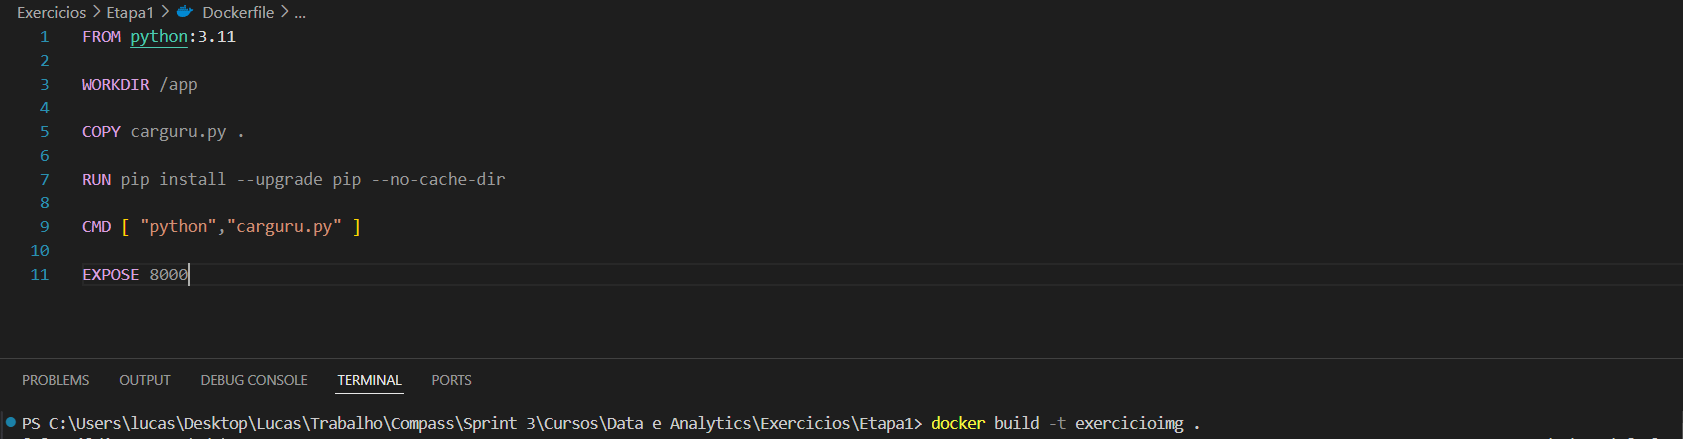 Exercicios > Etapa1 > Dockerfile > ...
1 FROM python:3.11
2
3 WORKDIR /app
4
5 COPY carguru.py .
6
7 RUN pip install --upgrade pip --no-cache-dir
8
9 CMD [ "python","carguru.py" ]
10
11 EXPOSE 8000
PROBLEMS OUTPUT DEBUG CONSOLE TERMINAL PORTS
PS C:\Users\lucas\Desktop\Lucas\Trabalho\Compass\Sprint 3\Cursos\Data e Analytics\Exercicios\Etapa1> docker build -t exercicioimg .